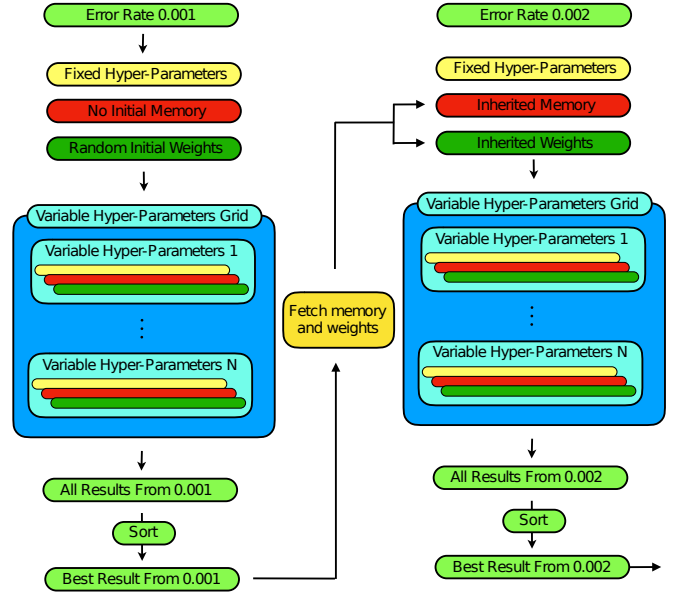 Error Rate 0.001
Fixed Hyper-Parameters
No Initial Memory
Random Initial Weights
Variable Hyper-Parameters Grid
Variable Hyper-Parameters 1
Variable Hyper-Parameters N
All Results From 0.001
Sort
Best Result From 0.001
Fetch memory
and weights
Error Rate 0.002
Fixed Hyper-Parameters
Inherited Memory
Inherited Weights
Variable Hyper-Parameters Grid
Variable Hyper-Parameters 1
Variable Hyper-Parameters N
All Results From 0.002
Sort
Best Result From 0.002